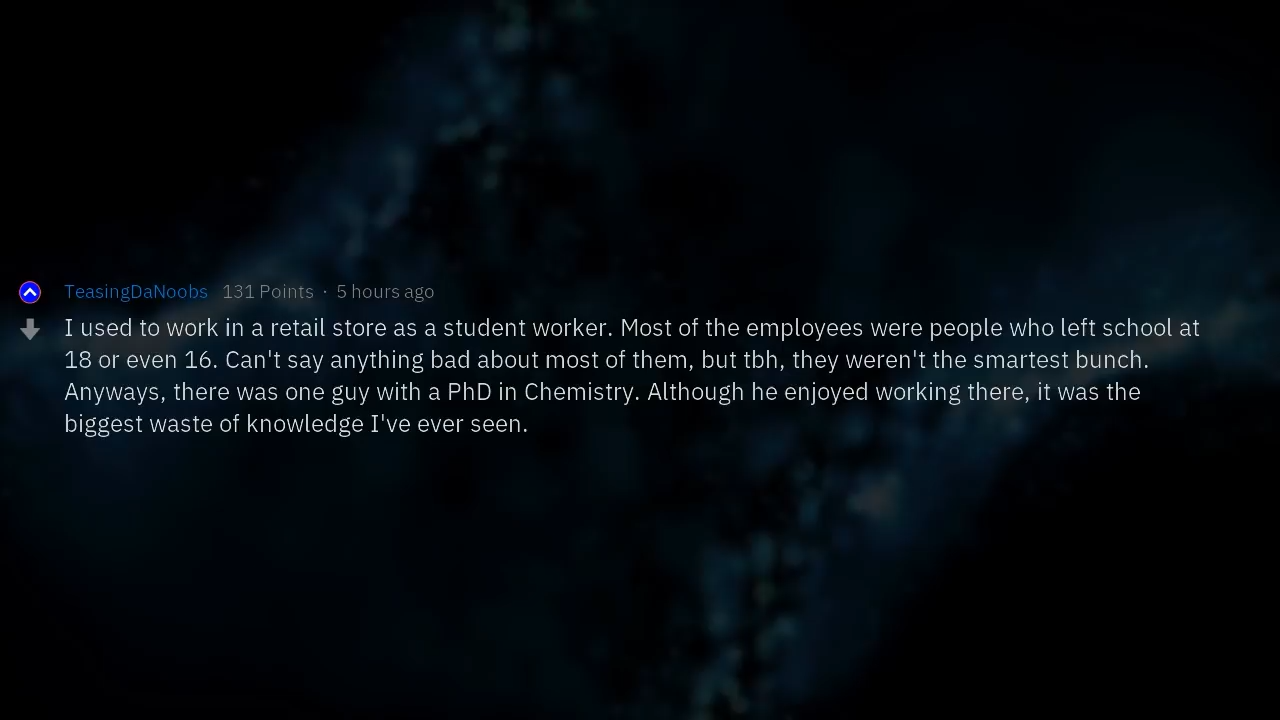 TeasingDaNoobs 131 Points · 5 hours ago
I used to work in a retail store as a student worker. Most of the employees were people who left school at
18 or even 16. Can't say anything bad about most of them, but tbh, they weren't the smartest bunch.
Anyways, there was one guy with a PhD in Chemistry. Although he enjoyed working there, it was the
biggest waste of knowledge I've ever seen.